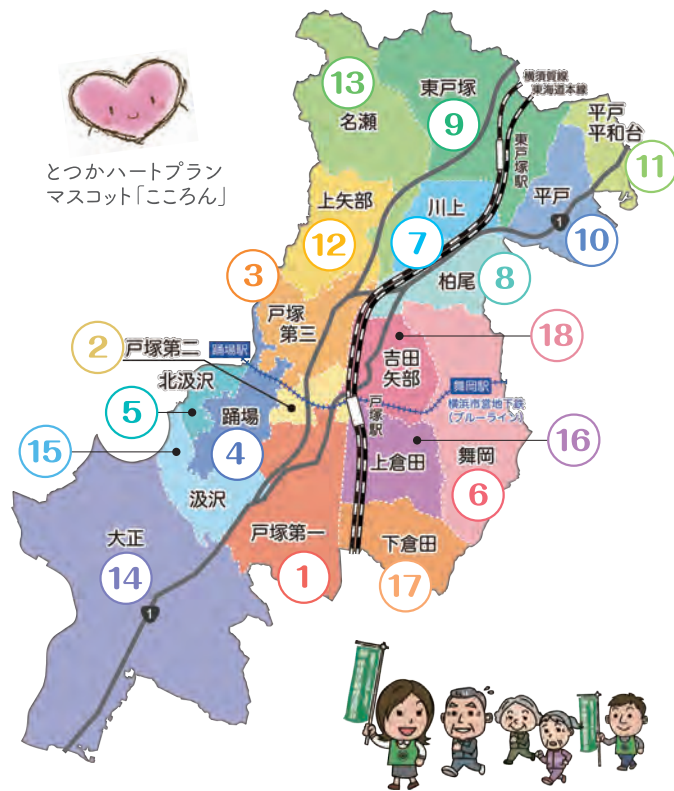 とつかハートプラン
マスコット「こころん」
13
名瀬
東戸塚
9
横須賀線
東海道本線
東戸塚駅
平戸
平和台
11
平戸
1
10
上矢部
12
川上
7
柏尾
8
3
戸塚
第三
2
戸塚第二
踊場駅
北汲沢
5
踊場
4
15
汲沢
18
吉田
矢部
戸塚駅
舞岡駅
横浜市営地下鉄
(ブルーライン)
16
上倉田
舞岡
6
大正
14
1
戸塚第一
1
下倉田
17